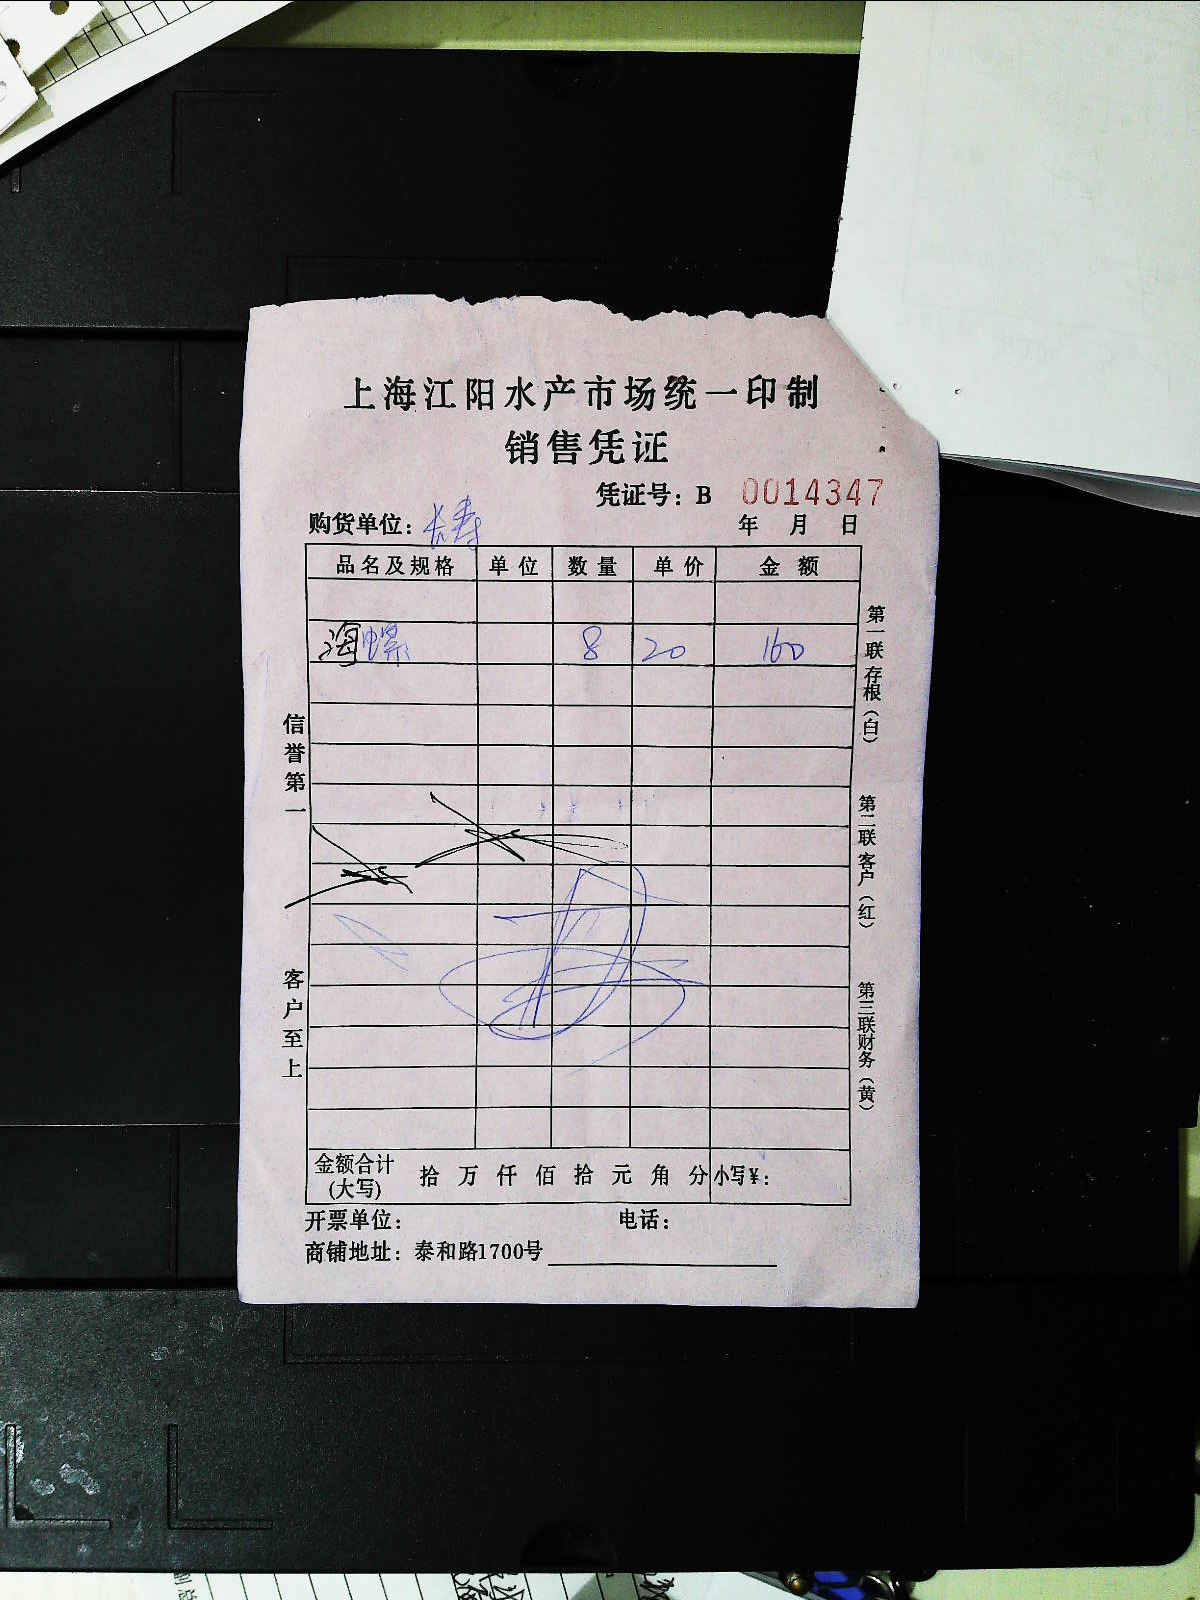 上海江阳水产市场统一印制
销售凭证
凭证号：B 0014347
购货单位：长寿 年 月 日
品名及规格 单位 数量 单价 金额
海螺 8 20 160
信誉第一
客户至上
第一联存根（白）
第二联客户（红）
第三联财务（黄）
金额合计(大写) 拾 万 仟 佰 拾 元 角 分 小写￥：
开票单位： 电话：
商铺地址：泰和路1700号